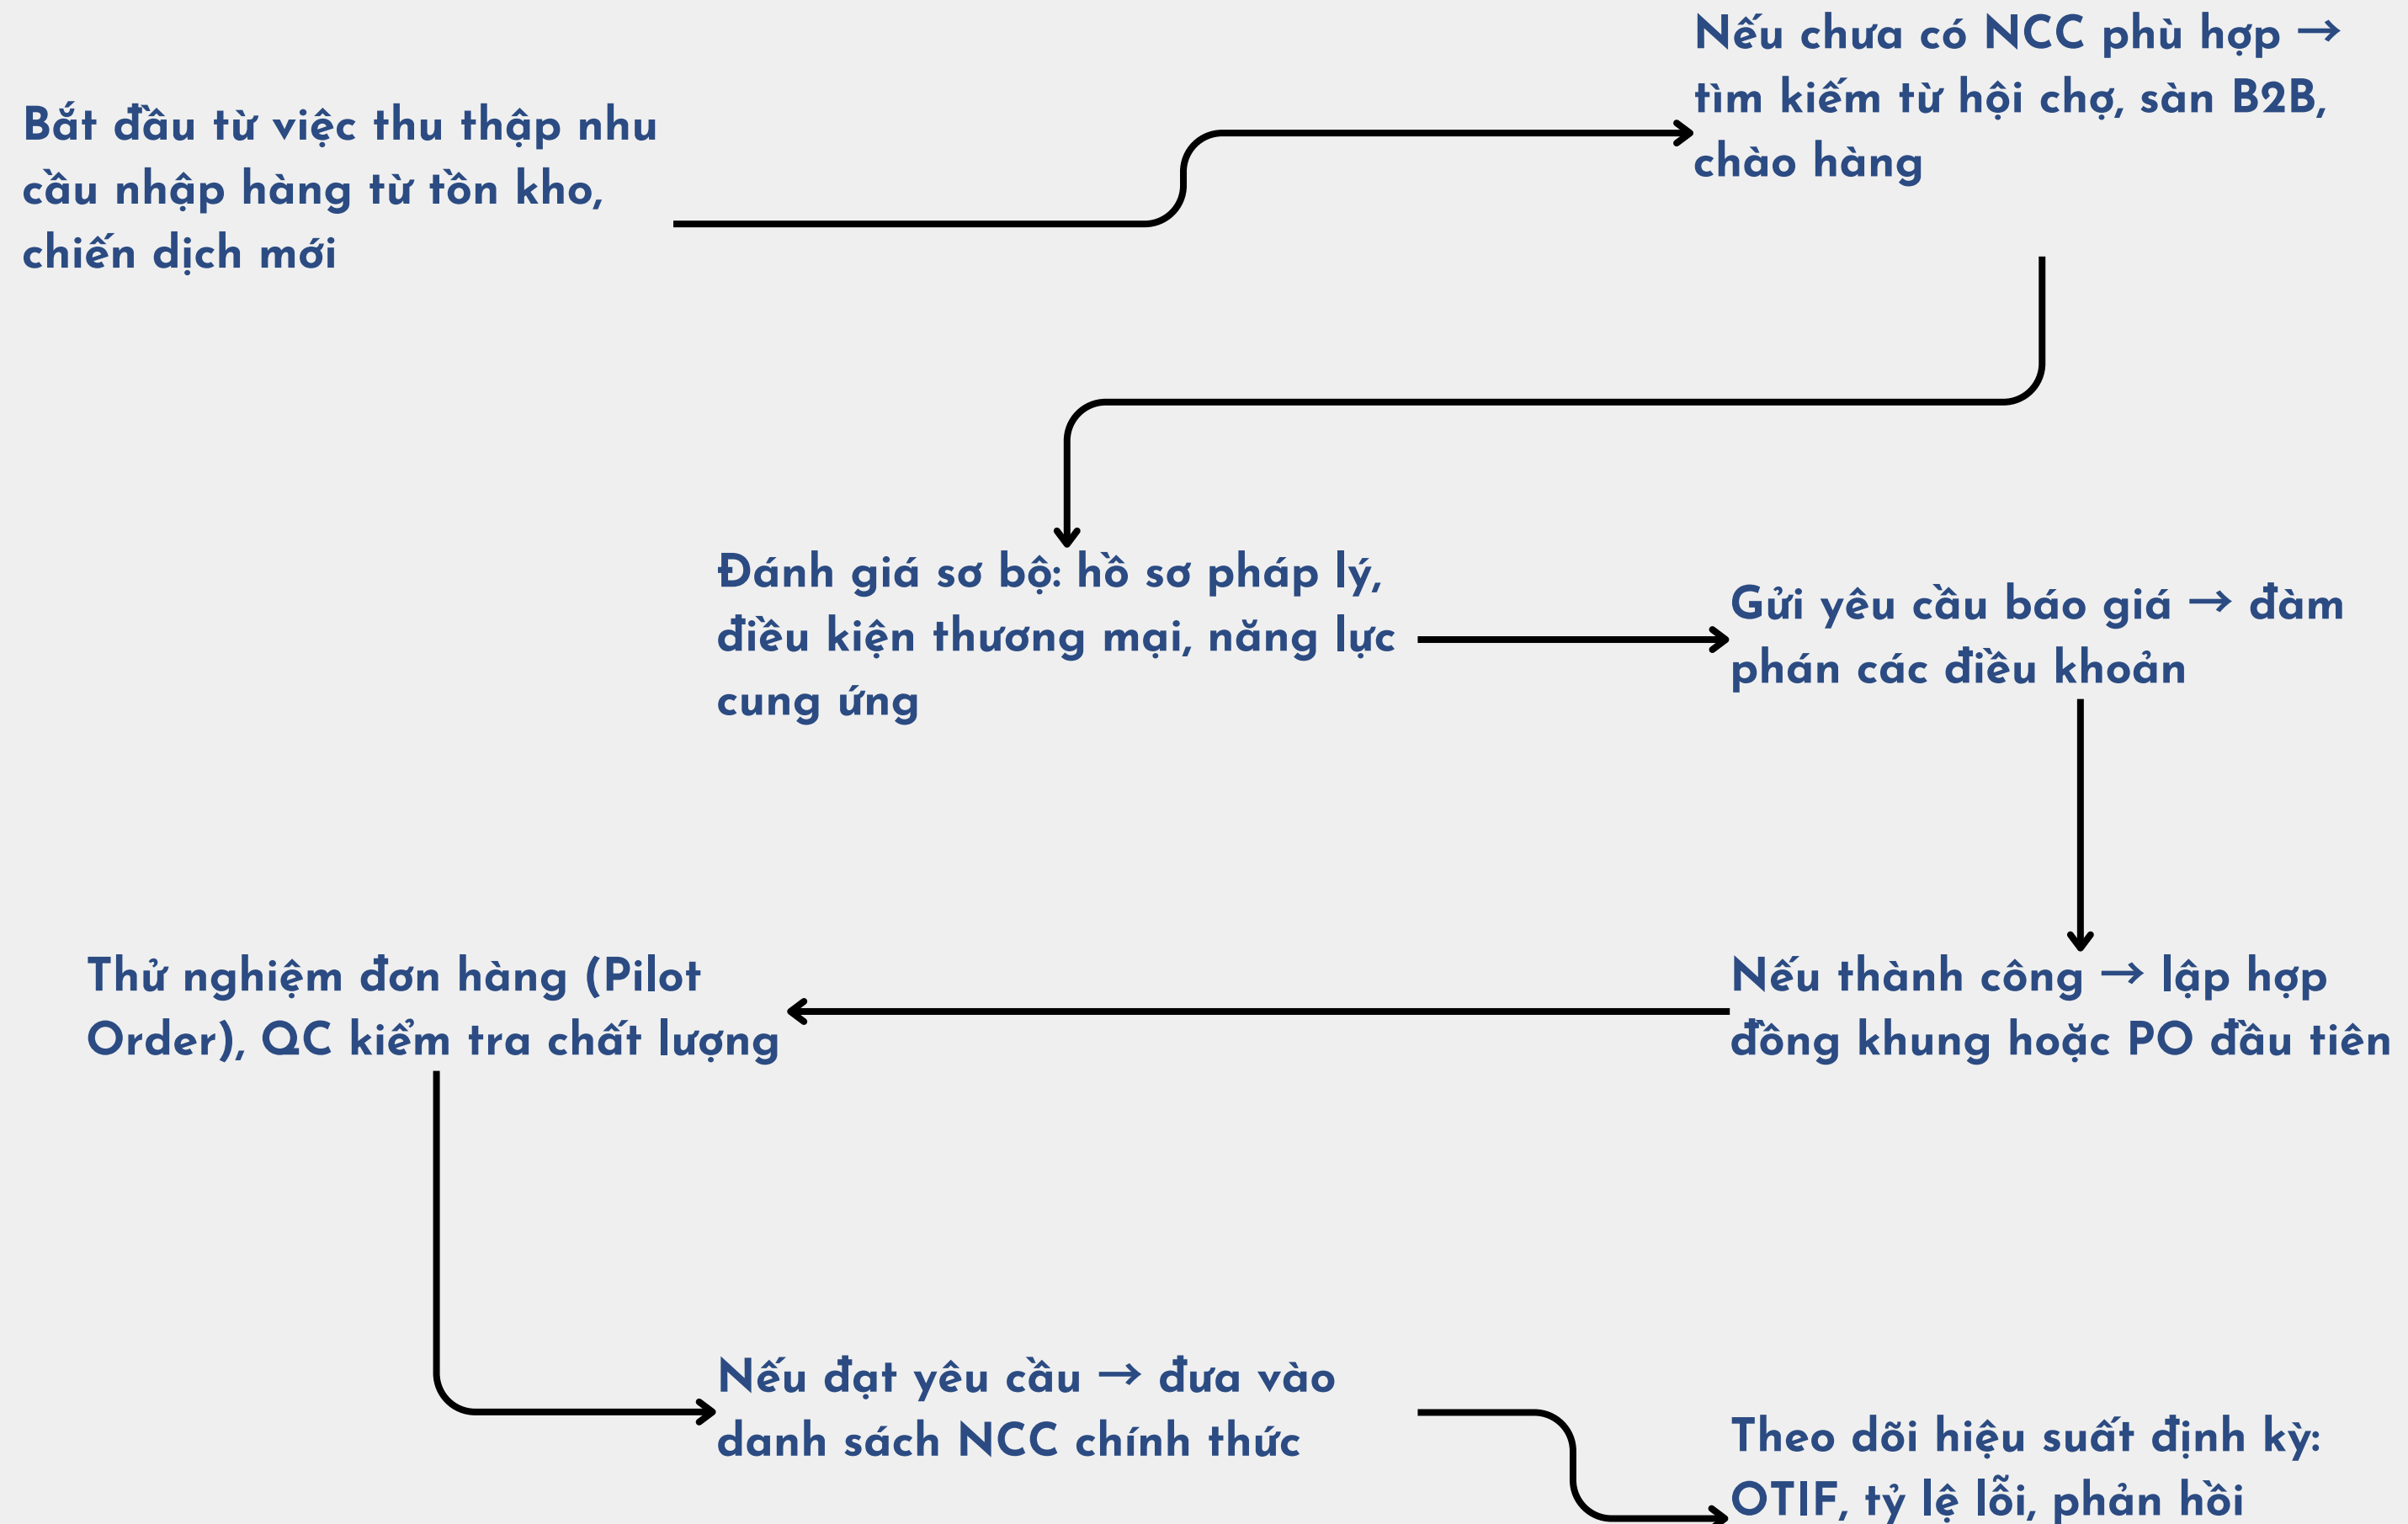 Bắt đầu từ việc thu thập nhu
cầu nhập hàng từ tồn kho,
chiến dịch mới
Nếu chưa có NCC phù hợp →
tìm kiếm từ hội chợ, sàn B2B,
chào hàng
Đánh giá sơ bộ: hồ sơ pháp lý,
điều kiện thương mại, năng lực
cung ứng
Gửi yêu cầu báo giá → đàm
phán các điều khoản
Nếu thành công → lập hợp
đồng khung hoặc PO đầu tiên
Thử nghiệm đơn hàng (Pilot
Order), QC kiểm tra chất lượng
Nếu đạt yêu cầu → đưa vào
danh sách NCC chính thức
Theo dõi hiệu suất định kỳ:
OTIF, tỷ lệ lỗi, phản hồi